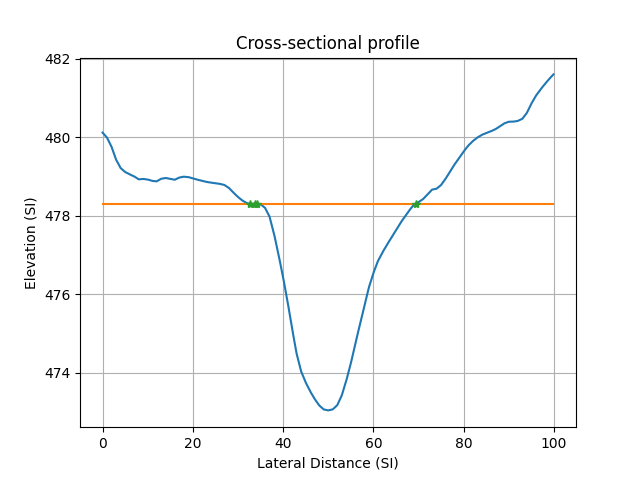 Cross-sectional profile
482
480
478
476
474
0 20 40 60 80 100
Elevation (SI)
Lateral Distance (SI)